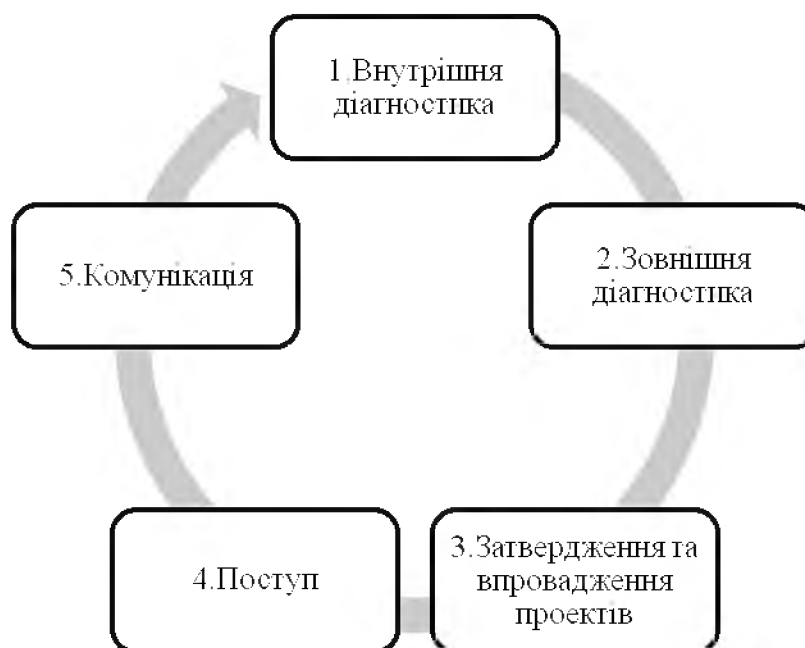 1.Внутрішня
діагностика
2.Зовнішня
діагностика
3.Затвердження та
впровадження
проектів
4.Поступ
5.Комунікація